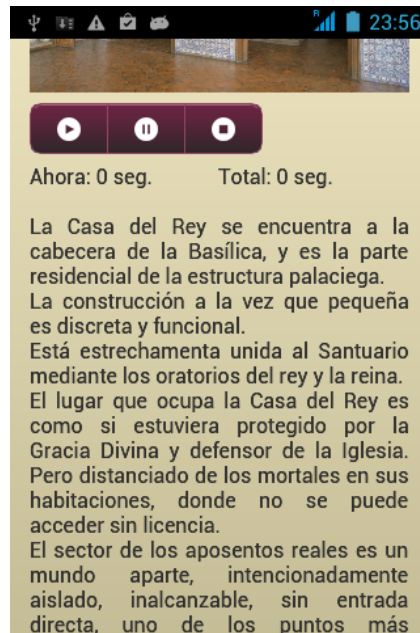 R
23:56
Ahora: 0 seg. Total: 0 seg.
La Casa del Rey se encuentra a la
cabecera de la Basílica, y es la parte
residencial de la estructura palaciega.
La construcción a la vez que pequeña
es discreta y funcional.
Está estrechamenta unida al Santuario
mediante los oratorios del rey y la reina.
El lugar que ocupa la Casa del Rey es
como si estuviera protegido por la
Gracia Divina y defensor de la Iglesia.
Pero distanciado de los mortales en sus
habitaciones, donde no se puede
acceder sin licencia.
El sector de los aposentos reales es un
mundo aparte, intencionadamente
aislado, inalcanzable, sin entrada
directa, uno de los puntos más